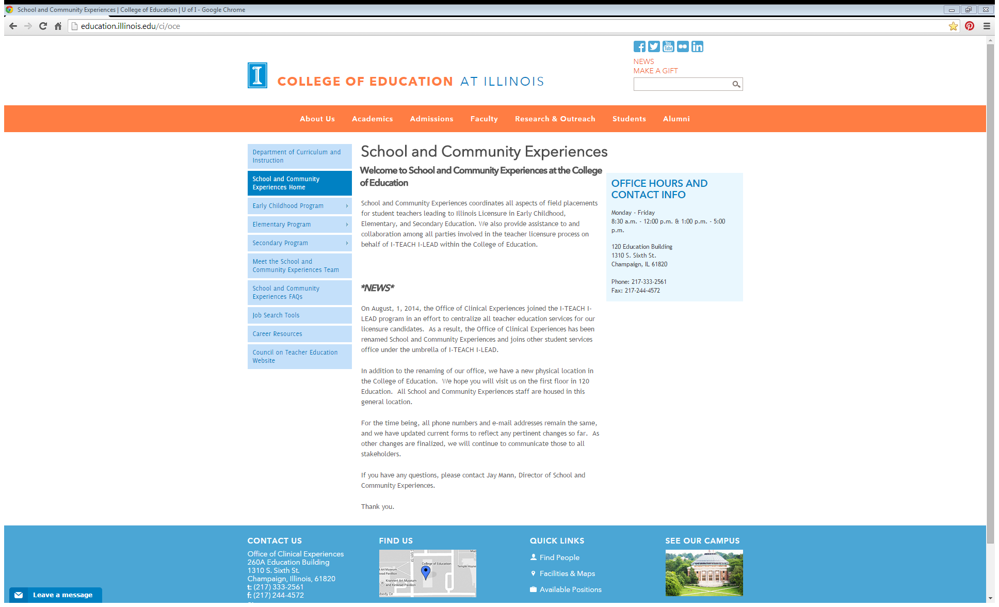 School and Community Experiences | College of Education | U of I - Google Chrome
education.illinois.edu/ci/oce
NEWS
MAKE A GIFT
I COLLEGE OF EDUCATION AT ILLINOIS
About Us Academics Admissions Faculty Research & Outreach Students Alumni
Department of Curriculum and
Instruction
School and Community
Experiences Home
Early Childhood Program
Elementary Program
Secondary Program
Meet the School and
Community Experiences Team
School and Community
Experiences FAQs
Job Search Tools
Career Resources
Council on Teacher Education
Website
School and Community Experiences
Welcome to School and Community Experiences at the College
of Education
School and Community Experiences coordinates all aspects of field placements
for student teachers leading to Illinois Licensure in Early Childhood,
Elementary, and Secondary Education. We also provide assistance to and
collaboration among all parties involved in the teacher licensure process on
behalf of I-TEACH I-LEAD within the College of Education.
*NEWS*
On August, 1, 2014, the Office of Clinical Experiences joined the I-TEACH I-
LEAD program in an effort to centralize all teacher education services for our
licensure candidates.  As a result, the Office of Clinical Experiences has been
renamed School and Community Experiences and joins other student services
office under the umbrella of I-TEACH I-LEAD.
In addition to the renaming of our office, we have a new physical location in
the College of Education.  We hope you will visit us on the first floor in 120
Education.  All School and Community Experiences staff are housed in this
general location.
For the time being, all phone numbers and e-mail addresses remain the same,
and we have updated current forms to reflect any pertinent changes so far.  As
other changes are finalized, we will continue to communicate those to all
stakeholders.
If you have any questions, please contact Jay Mann, Director of School and
Community Experiences.
Thank you.
OFFICE HOURS AND
CONTACT INFO
Monday - Friday
8:30 a.m. - 12:00 p.m. & 1:00 p.m. - 5:00
p.m.
120 Education Building
1310 S. Sixth St.
Champaign, IL 61820
Phone: 217-333-2561
Fax: 217-244-4572
CONTACT US
Office of Clinical Experiences
260A Education Building
1310 S. Sixth St.
Champaign, Illinois, 61820
t: (217) 333-2561
f: (217) 244-4572
FIND US
S 6th St
College of Education
Temple Hoyne
Art Museum
Krannert Art Museum
and Kinkead Pavilion
QUICK LINKS
Find People
Facilities & Maps
Available Positions
SEE OUR CAMPUS
Leave a message